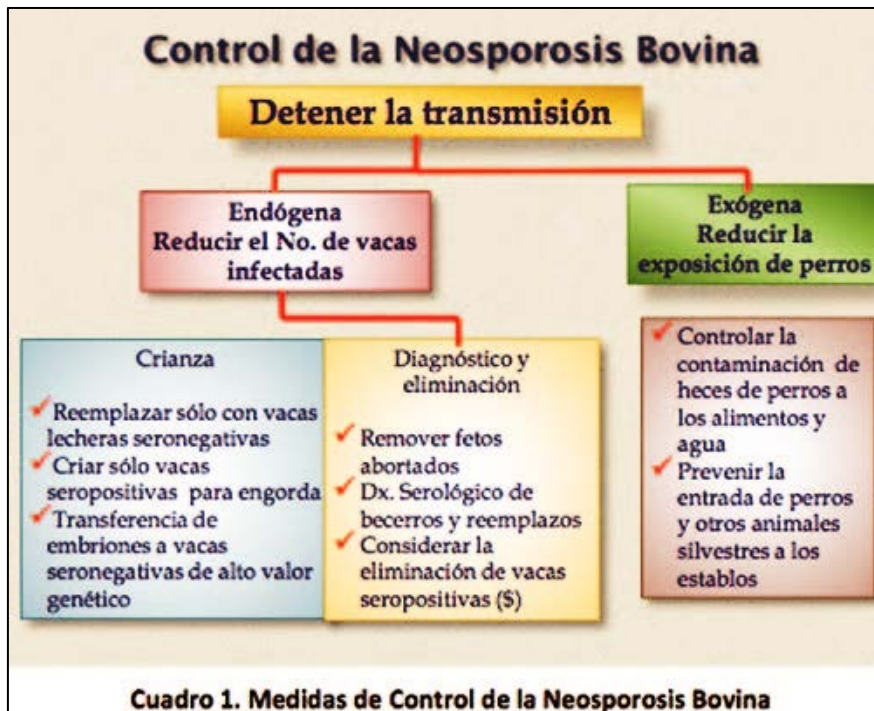 Control de la Neosporosis Bovina
Detener la transmisión
Endógena
Reducir el No. de vacas
infectadas
Exógena
Reducir la
exposición de perros
Crianza
Reemplazar sólo con vacas
lecheras seronegativas
Criar sólo vacas
seropositivas para engorda
Transferencia de
embriones a vacas
seronegativas de alto valor
genético
Diagnóstico y
eliminación
Remover fetos
abortados
Dx. Serológico de
becerros y reemplazos
Considerar la
eliminación de vacas
seropositivas ($)
Controlar la
contaminación de
heces de perros a
los alimentos y
agua
Prevenir la
entrada de perros
y otros animales
silvestres a los
establos
Cuadro 1. Medidas de Control de la Neosporosis Bovina